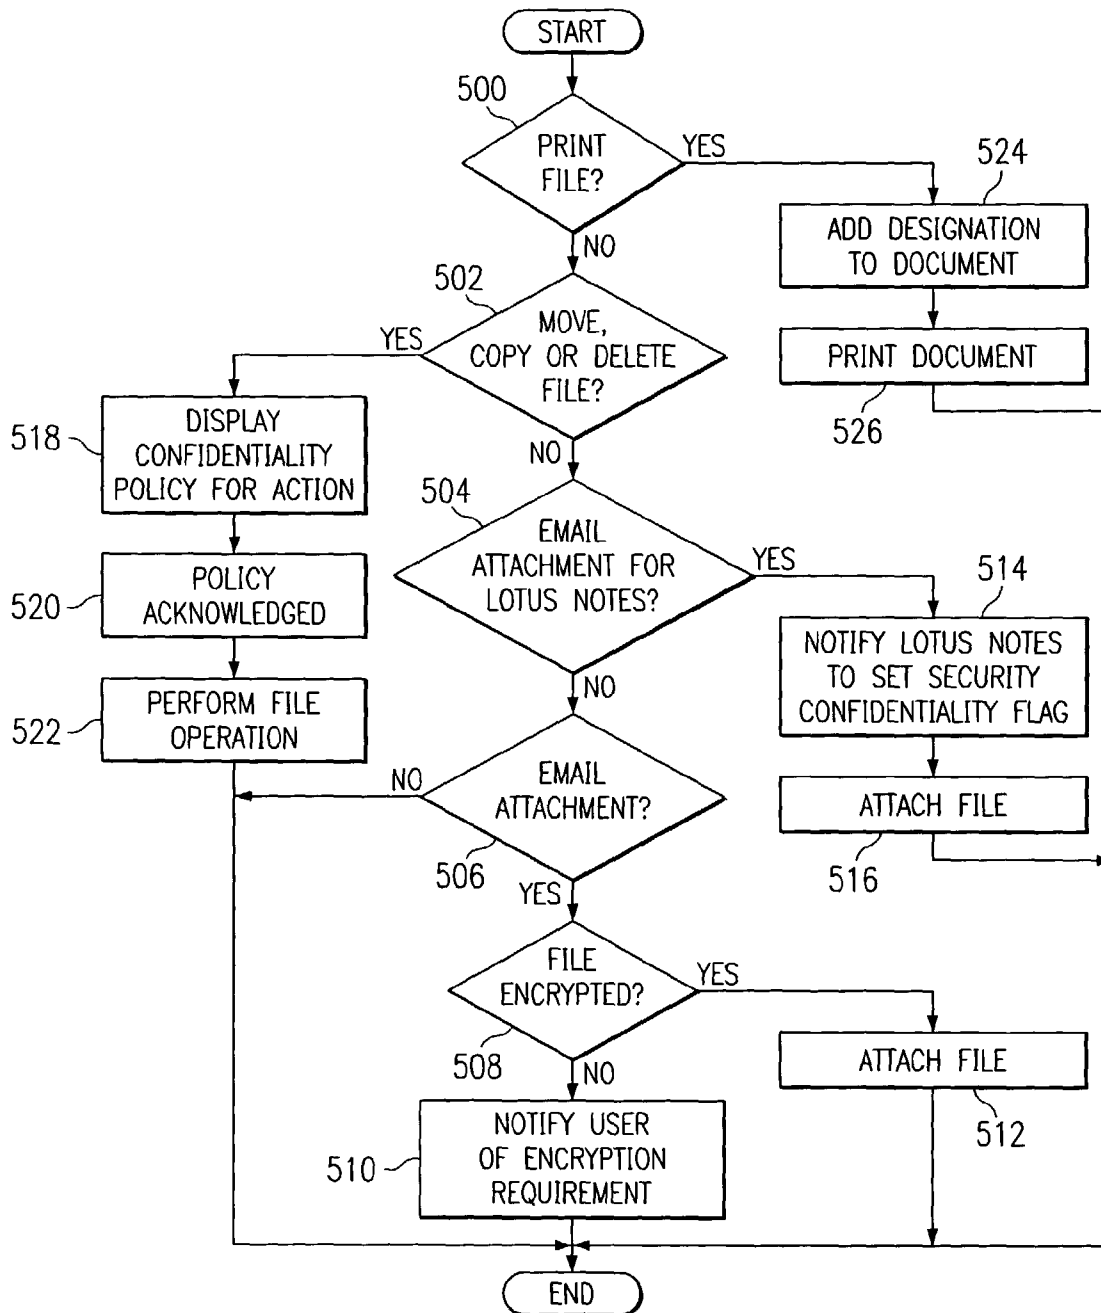 START
500
PRINT
FILE?
YES
524
ADD DESIGNATION
TO DOCUMENT
NO
502
MOVE,
COPY OR DELETE
FILE?
YES
PRINT DOCUMENT
526
518
DISPLAY
CONFIDENTIALITY
POLICY FOR ACTION
NO
504
EMAIL
ATTACHMENT FOR
LOTUS NOTES?
YES
514
520
POLICY
ACKNOWLEDGED
NOTIFY LOTUS NOTES
TO SET SECURITY
CONFIDENTIALITY FLAG
522
PERFORM FILE
OPERATION
NO
EMAIL
ATTACHMENT?
NO
506
ATTACH FILE
516
YES
FILE
ENCRYPTED?
YES
508
NO
ATTACH FILE
512
510
NOTIFY USER
OF ENCRYPTION
REQUIREMENT
END